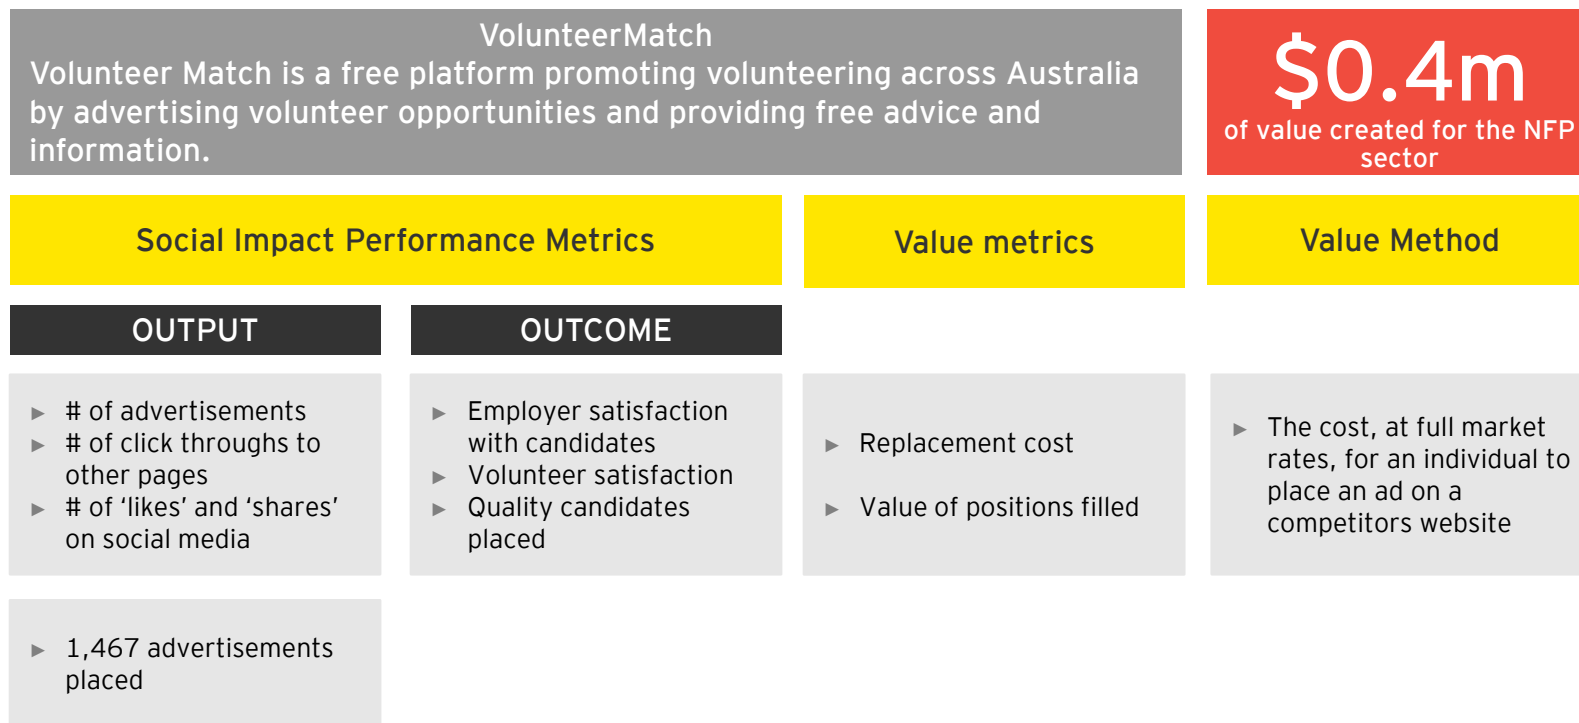 VolunteerMatch
Volunteer Match is a free platform promoting volunteering across Australia
by advertising volunteer opportunities and providing free advice and
information.
$0.4m
of value created for the NFP
sector
Social Impact Performance Metrics
Value metrics
Value Method
OUTPUT
OUTCOME
► # of advertisements
► # of click throughs to
other pages
► # of ‘likes’ and ‘shares’
on social media
► Employer satisfaction
with candidates
► Volunteer satisfaction
► Quality candidates
placed
► Replacement cost
► Value of positions filled
► The cost, at full market
rates, for an individual to
place an ad on a
competitors website
► 1,467 advertisements
placed